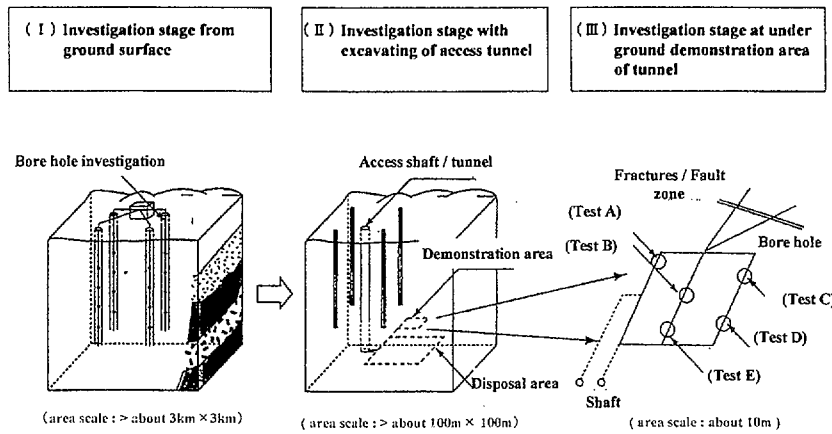 ( I ) Investigation stage from
ground surface
( II ) Investigation stage with
excavating of access tunnel
( III ) Investigation stage at under
ground demonstration area
of tunnel
Bore hole investigation
Access shaft / tunnel
Demonstration area
Disposal area
Fractures / Fault
zone
(Test A)
(Test B)
Bore hole
(Test C)
(Test D)
(Test E)
Shaft
(area scale : > about 3km × 3km)
( area scale : > about 100m × 100m)
( area scale : about 10m )